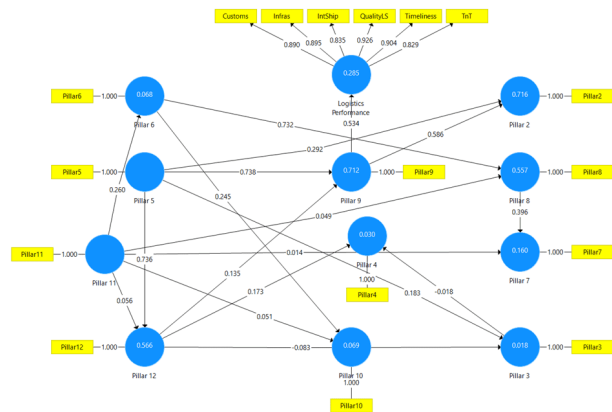 Customs Infras IntShip QualityLS Timeliness TnT
0.890 0.895 0.835 0.926 0.904 0.829
0.285
Logistics
Performance
0.534
Pillar6 1.000 0.068
Pillar 6
0.716 1.000 Pillar2
Pillar 2
0.732
0.586
0.292
Pillar5 1.000
Pillar 5
0.738
0.712 1.000 Pillar9
Pillar 9
0.557 1.000 Pillar8
Pillar 8
0.260
0.245
0.049
0.396
0.030
Pillar 4
Pillar11 1.000
Pillar 11
0.736
0.014
0.160 1.000 Pillar7
Pillar 7
0.135
1.000
Pillar4
0.056
0.173
0.183
-0.018
0.051
Pillar12 1.000 0.566
Pillar 12
-0.083
0.069
Pillar 10
0.018 1.000 Pillar3
Pillar 3
1.000
Pillar10